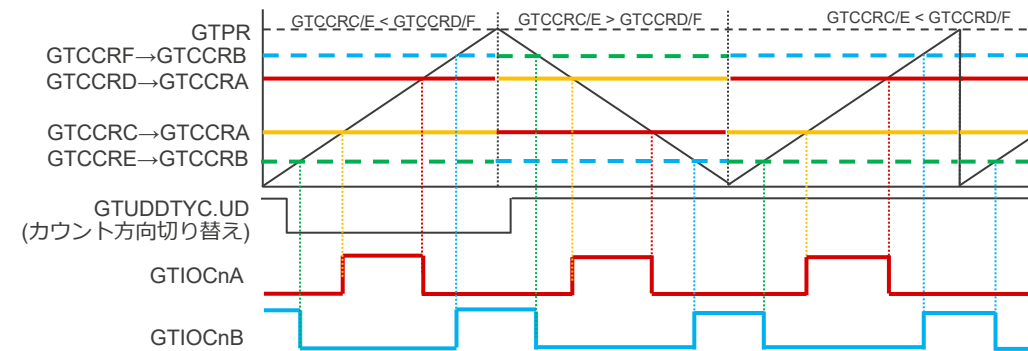 GTCCRC/E < GTCCRD/F
GTCCRC/E > GTCCRD/F
GTCCRC/E < GTCCRD/F
GTPR
GTCCRF→GTCCRB
GTCCRD→GTCCRA
GTCCRC→GTCCRA
GTCCRE→GTCCRB
GTUDDTYC.UD
(カウント方向切り替え)
GTIOCnA
GTIOCnB